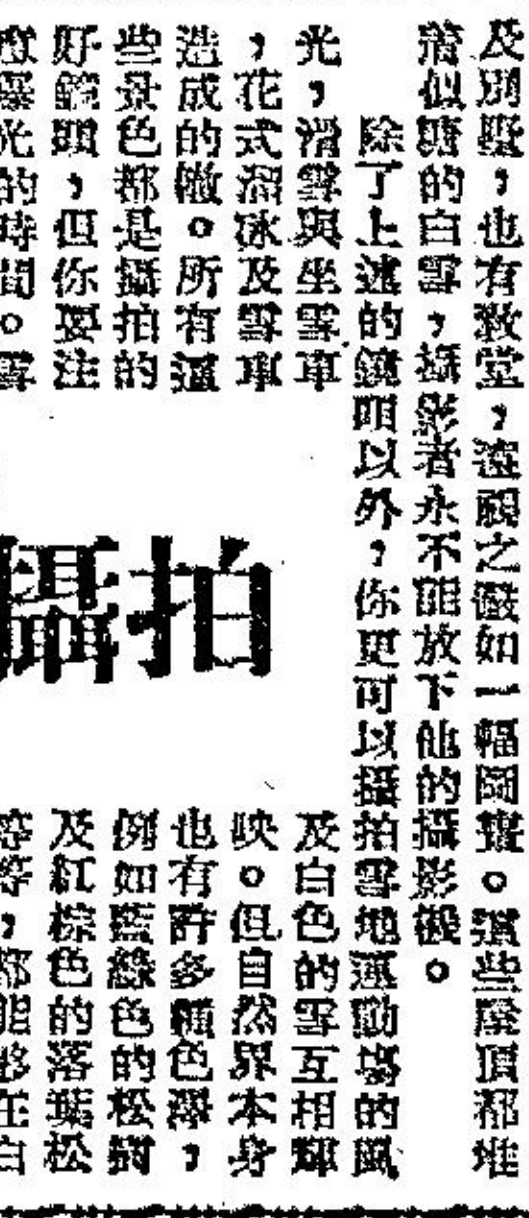 及別墅，也有教堂，遠觀之儼如一幅圖畫。這些屋頂都堆
著似糖的白雪，攝影者永不能放下他的攝影機。
除了上述的鏡頭以外，你更可以攝拍雪地運動場的風
光，滑雪與坐雪車
，花式溜冰及雪車
造成的轍。所有這
些景色都是攝拍的
好鏡頭，但你要注
曝光的時間。雪
拍攝
及白色的雪互相輝
映。但自然界本身
也有許多種色澤，
例如藍綠色的松樹
及紅棕色的落葉松
等等，都能夠在白